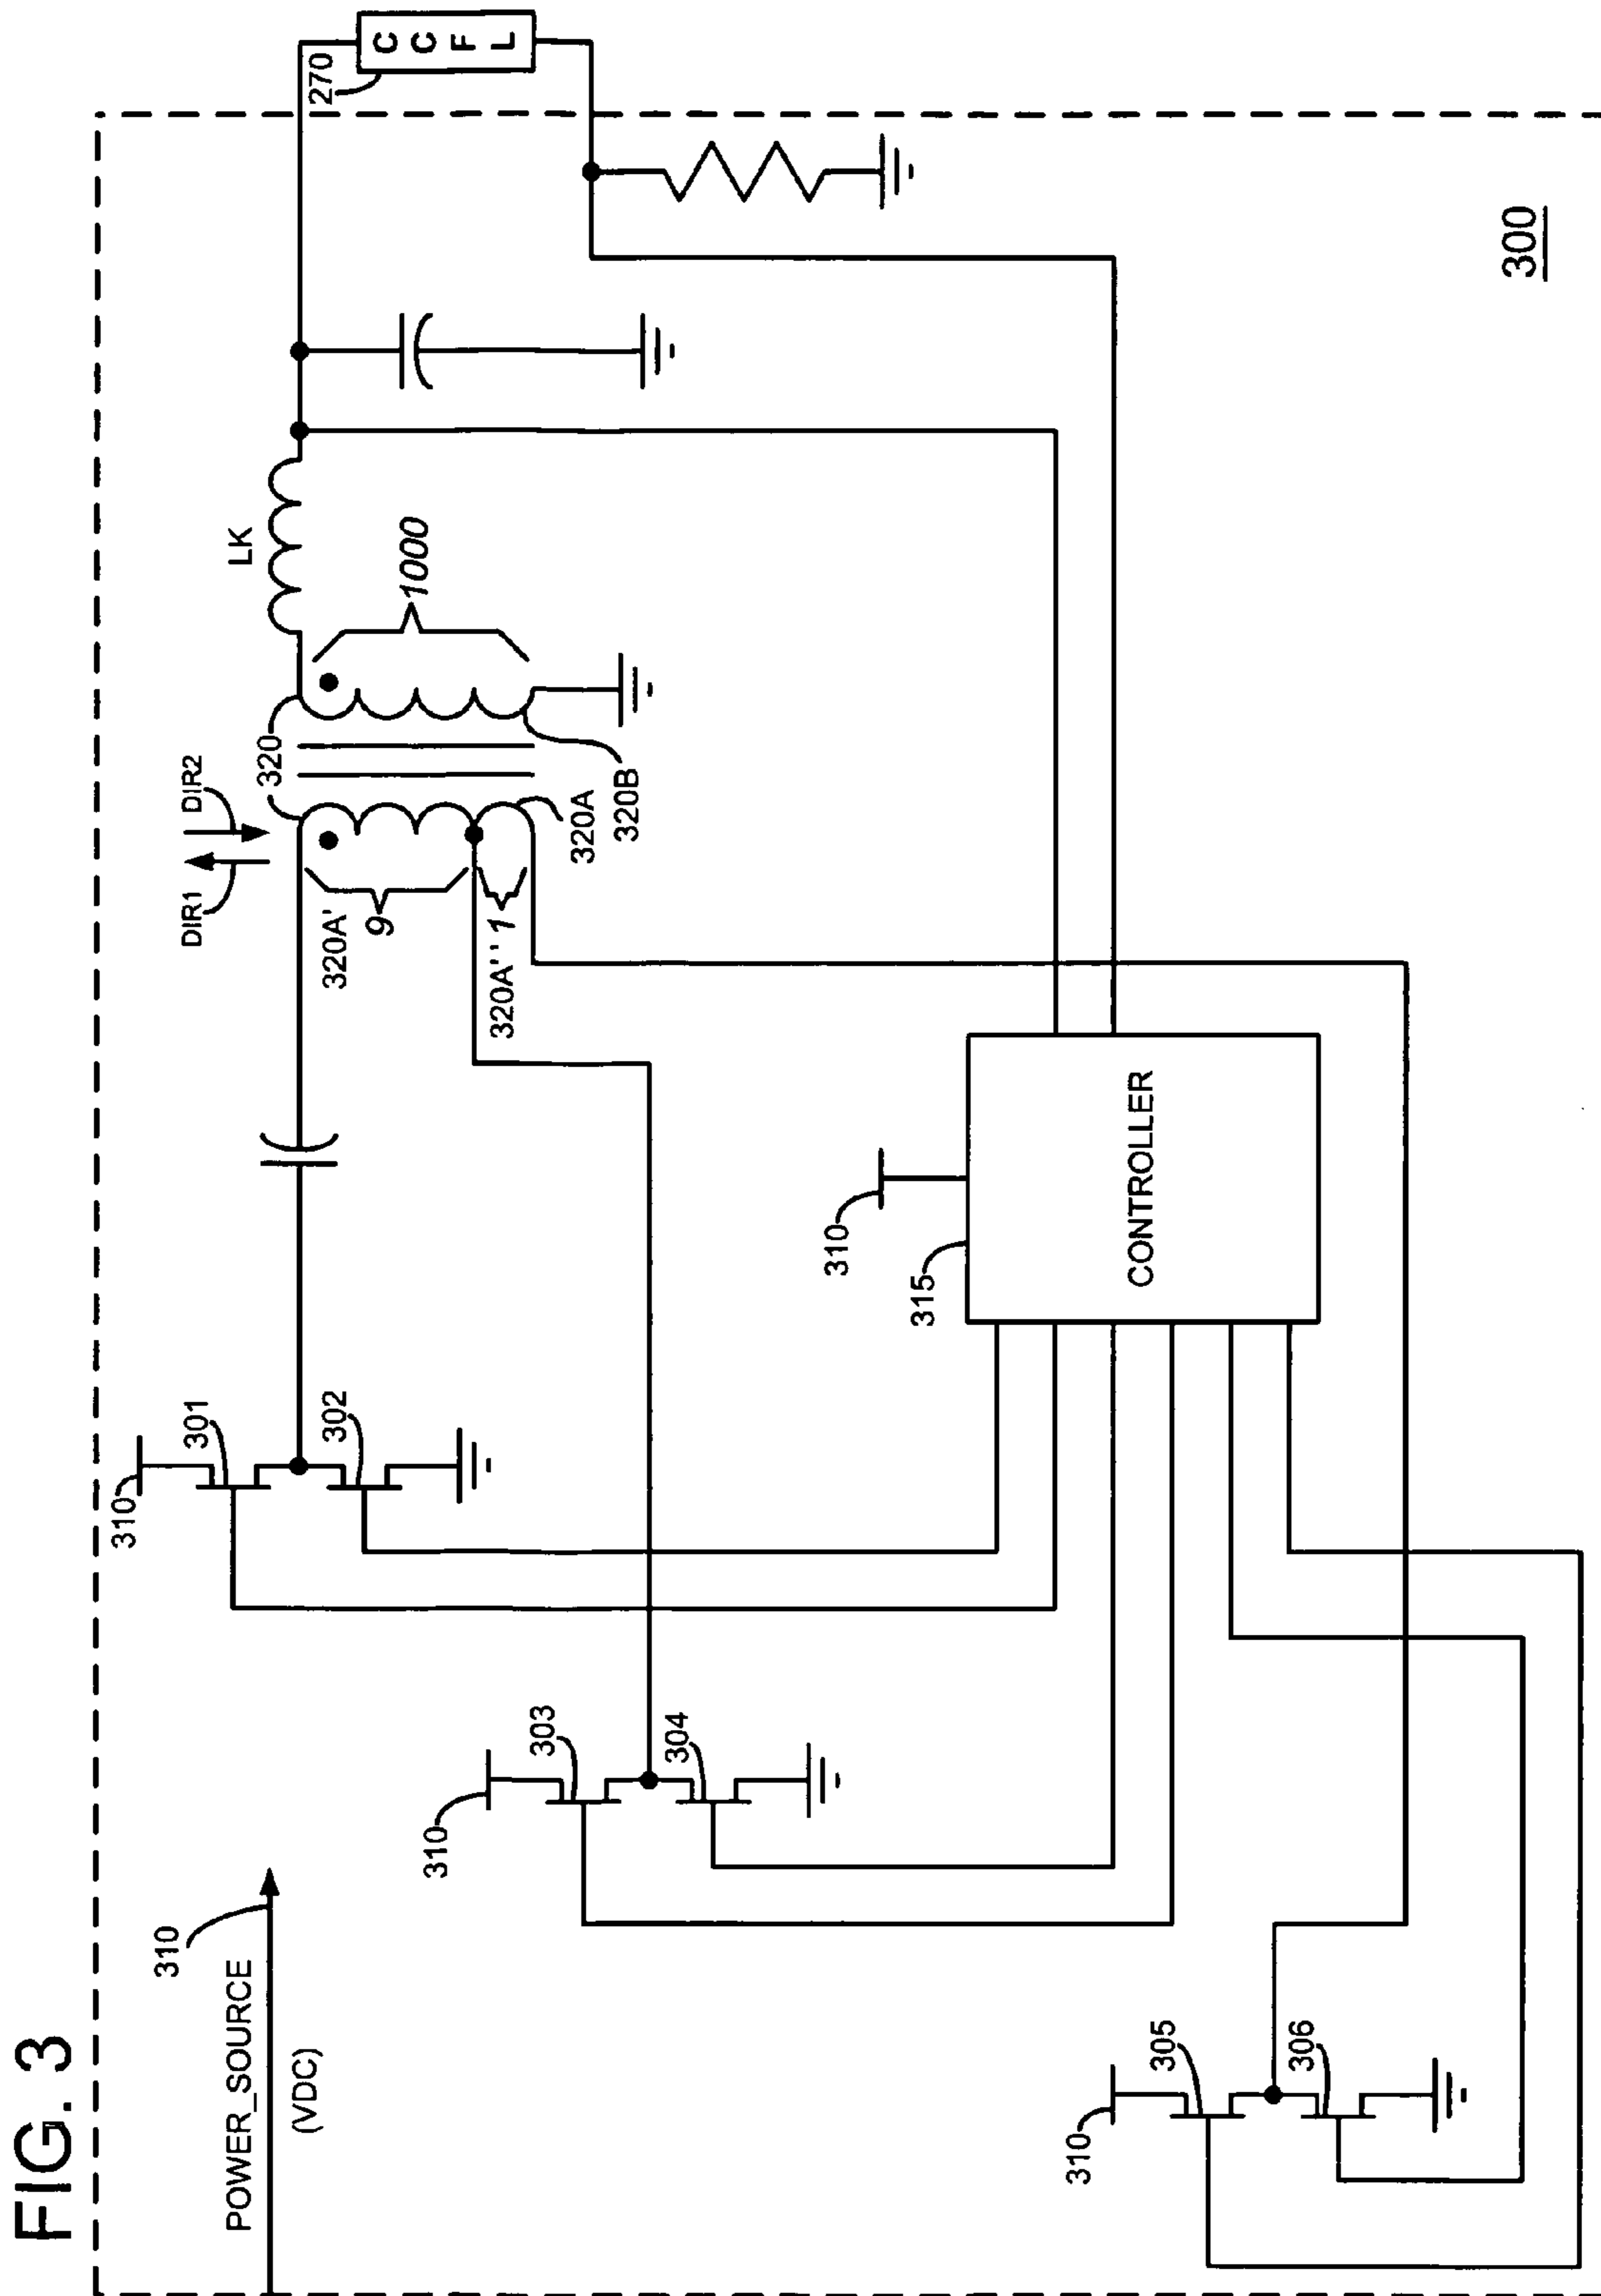 FIG. 3
POWER_SOURCE
(VDC)
310
310
301
302
310
303
304
310
305
306
310
315
CONTROLLER
DIR1
DIR2
320
320A'
9
320A''
1
320A
320B
1000
LK
270
CCFL
300